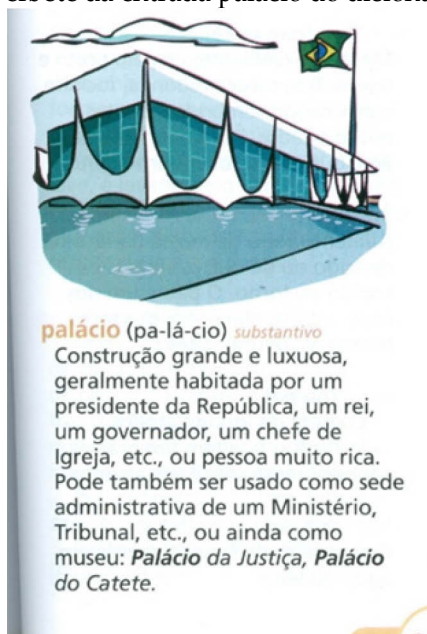 palácio (pa-lá-cio) substantivo
Construção grande e luxuosa,
geralmente habitada por um
presidente da República, um rei,
um governador, um chefe de
Igreja, etc., ou pessoa muito rica.
Pode também ser usado como sede
administrativa de um Ministério,
Tribunal, etc., ou ainda como
museu: Palácio da Justiça, Palácio
do Catete.